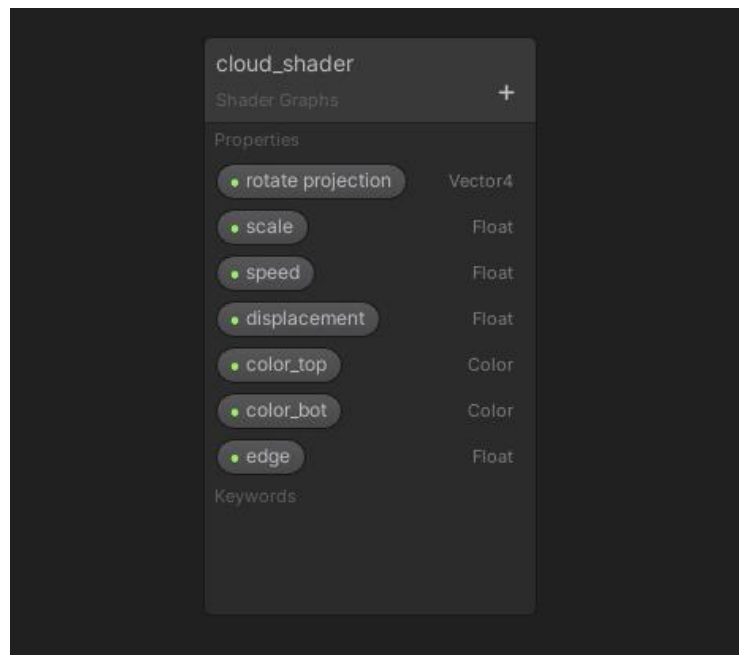 cloud_shader
Shader Graphs
+
Properties
rotate projection Vector4
scale Float
speed Float
displacement Float
color_top Color
color_bot Color
edge Float
Keywords